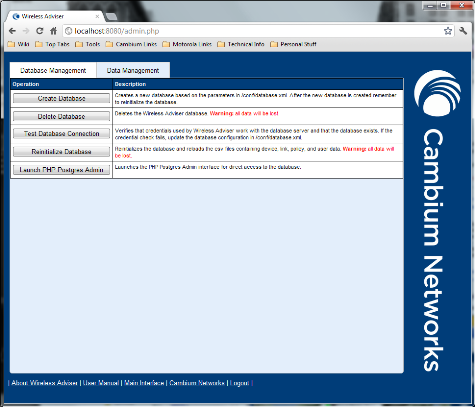 Wireless Adviser
localhost:8080/admin.php
Wiki Top Tabs Tools Cambium Links Motorola Links Technical Info Personal Stuff
Database Management Data Management
Operation Description
Create Database
Creates a new database based on the parameters in /conf/database.xml. After the new database is created remember
to reinitialize the database
Delete Database
Deletes the Wireless Adviser database. Warning: all data will be lost
Test Database Connection
Verifies that credentials used by Wireless Adviser work with the database server and that the database exists. If the
credential check fails, update the database configuration in /conf/database.xml
Reinitialize Database
Reinitializes the database and reloads the csv files containing device, link, policy, and user data. Warning: all data will
be lost.
Launch PHP Postgres Admin
Launches the PHP Postgres Admin interface for direct access to the database.
Cambium Networks
| About Wireless Adviser | User Manual | Main Interface | Cambium Networks | Logout |